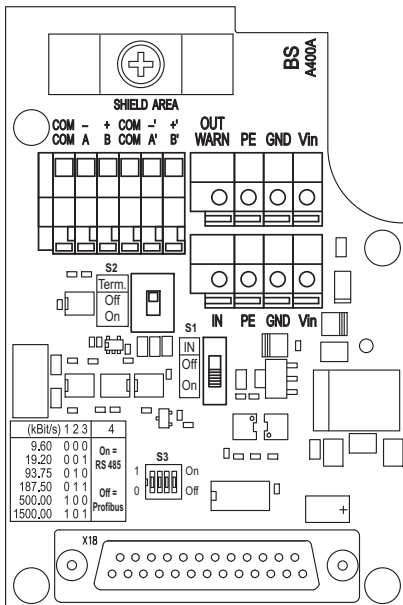 BS
A400A
SHIELD AREA
COM – + COM –' +'
COM A B COM A' B'
OUT
WARN PE GND Vin
S2
Term.
Off
On
IN PE GND Vin
S1
IN
Off
On
(kBit/s) 1 2 3 4
9.60 0 0 0
19.20 0 0 1
93.75 0 1 0
187.50 0 1 1
500.00 1 0 0
1500.00 1 0 1
On =
RS 485
Off =
Profibus
S3
1 On
0 Off
+
X18